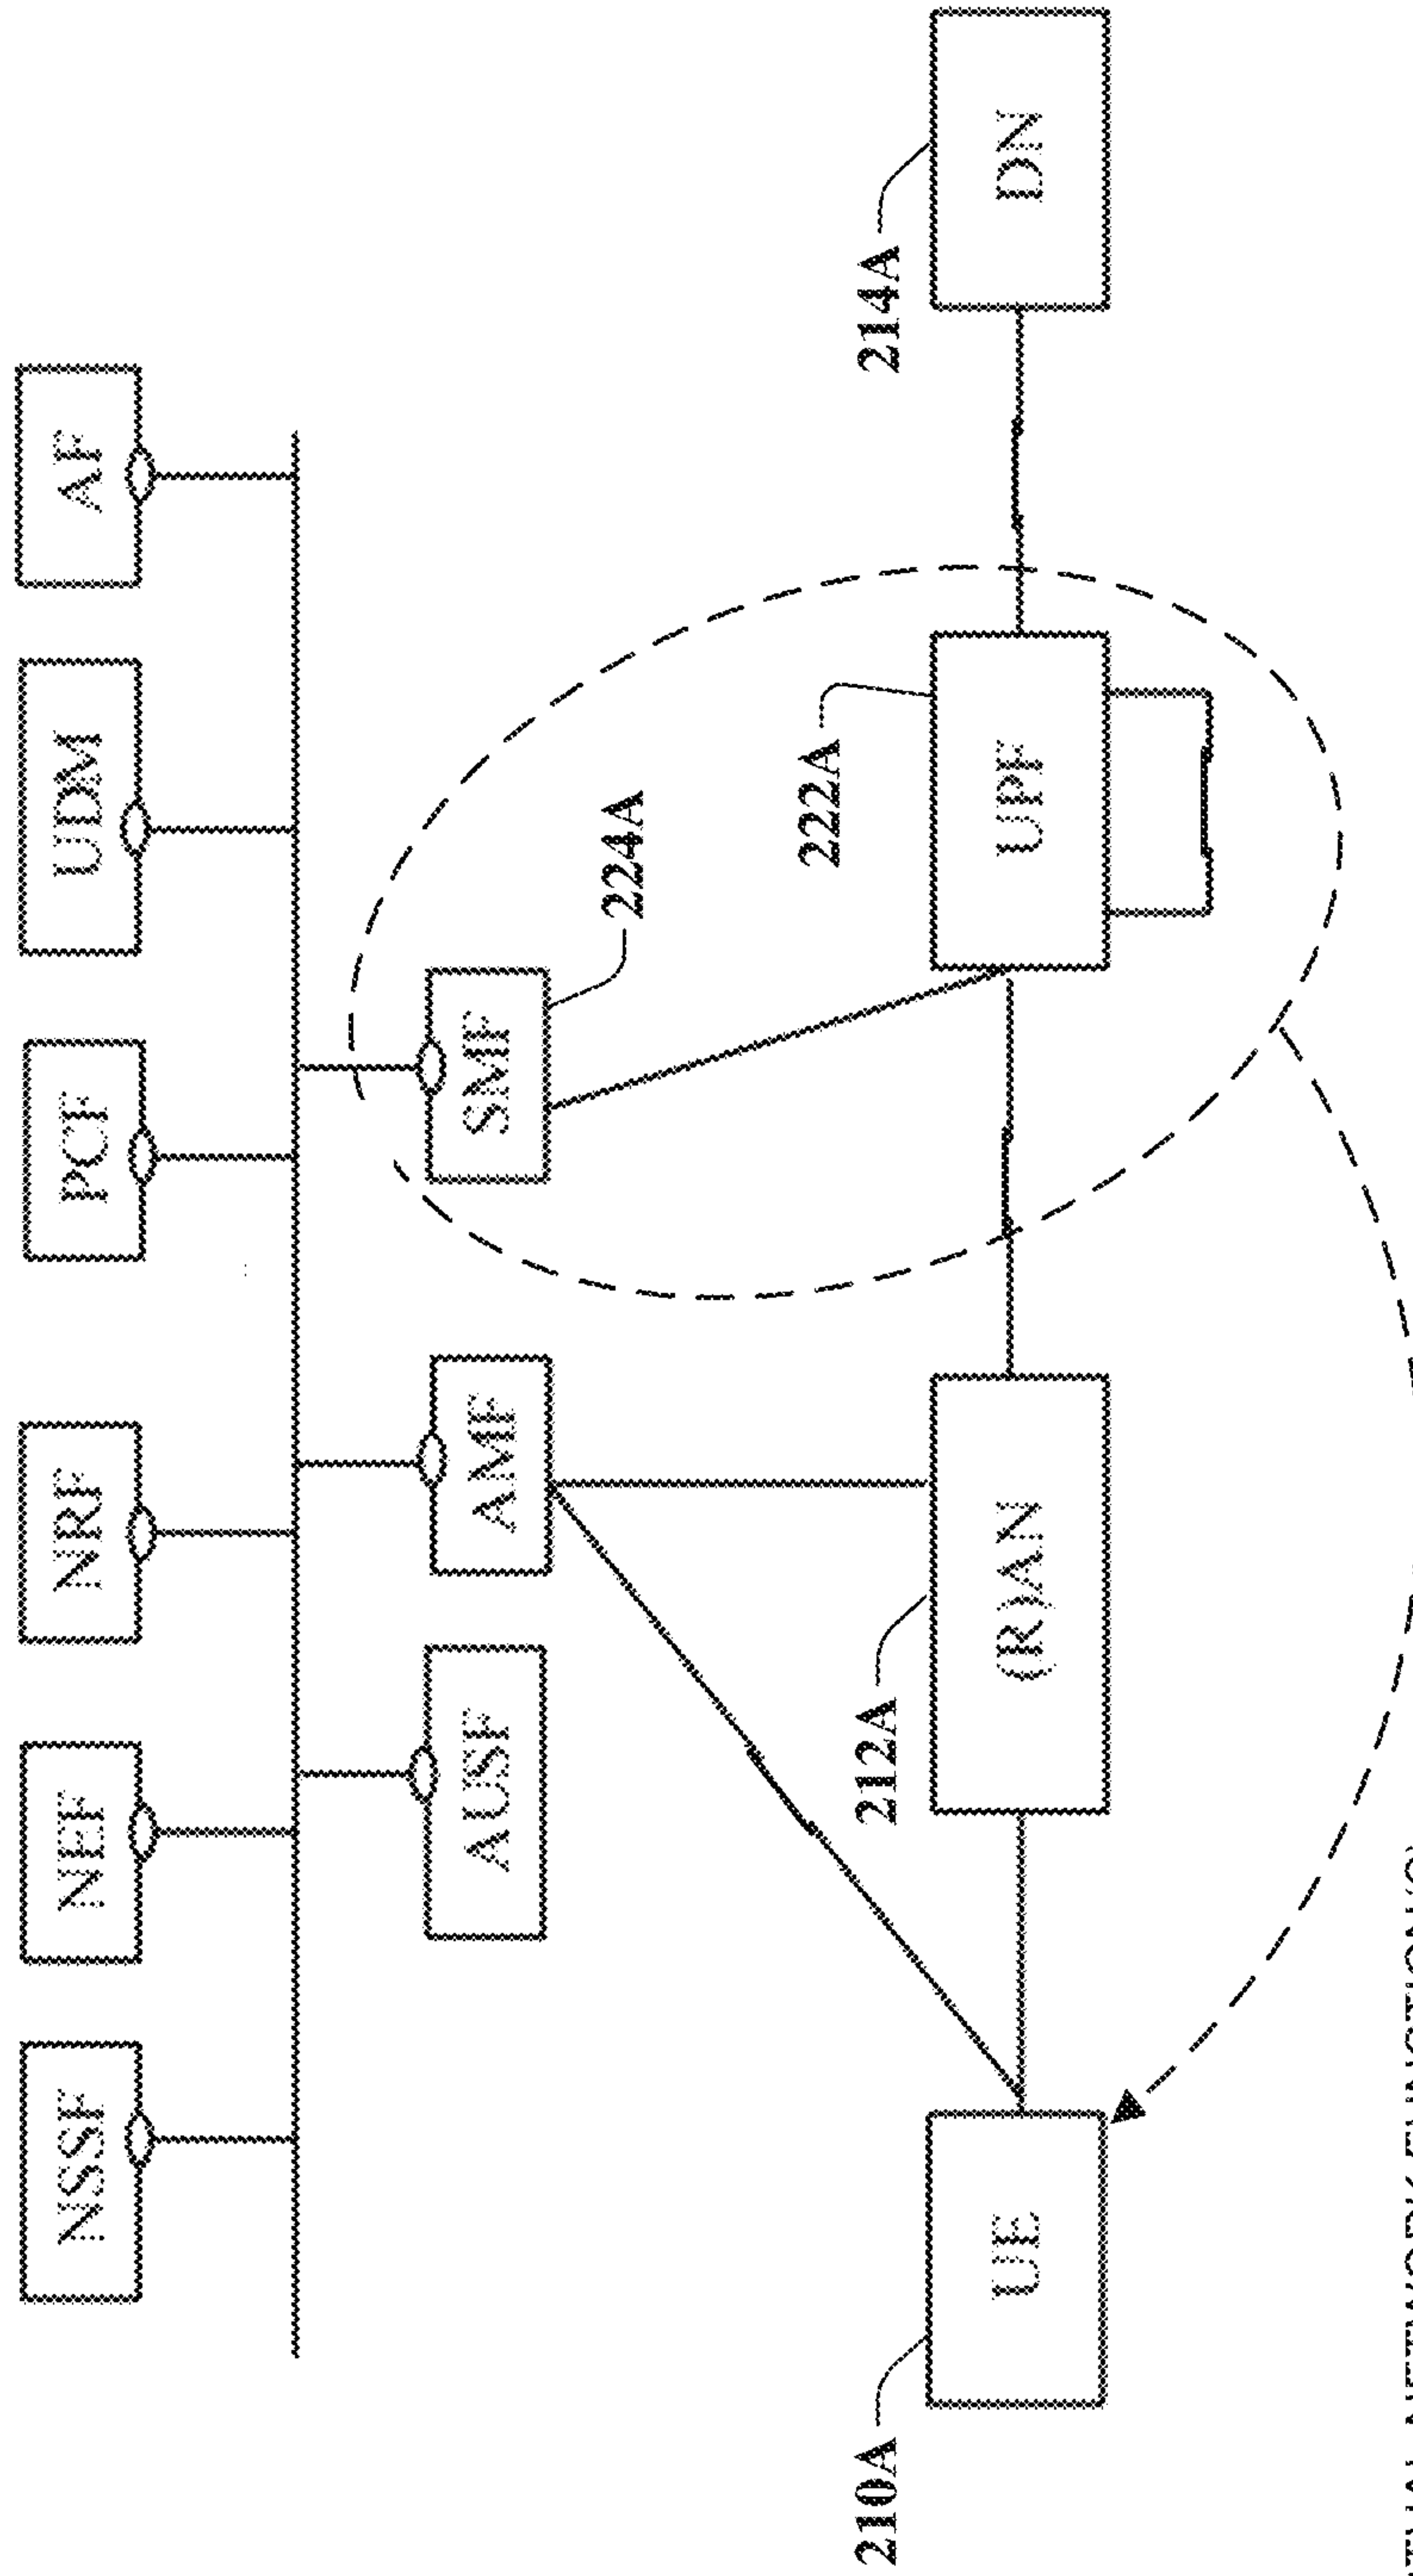 NSSF
NEF
NRF
PCF
UDM
AF
AUSF
AMF
SMF
224A
210A
UE
212A
(R)AN
222A
UPF
214A
DN